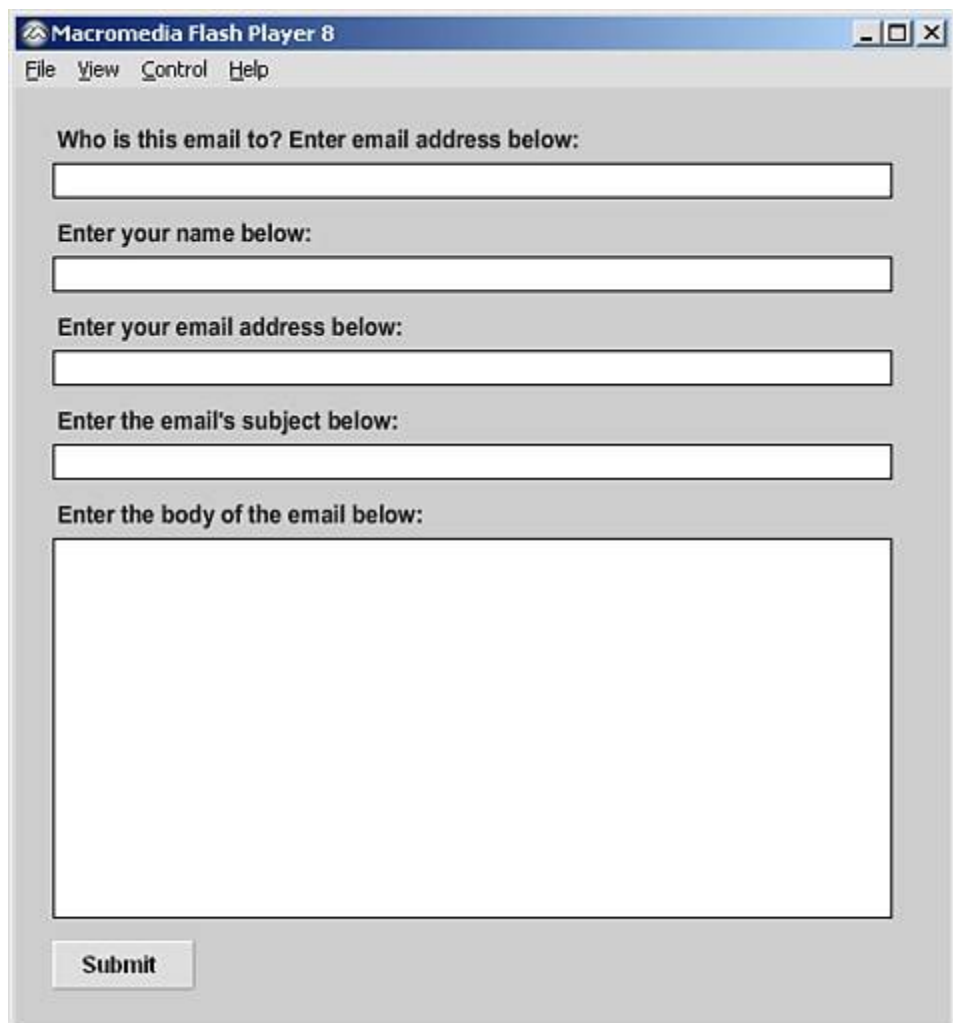 Macromedia Flash Player 8
File View Control Help
Who is this email to? Enter email address below:
Enter your name below:
Enter your email address below:
Enter the email's subject below:
Enter the body of the email below:
Submit